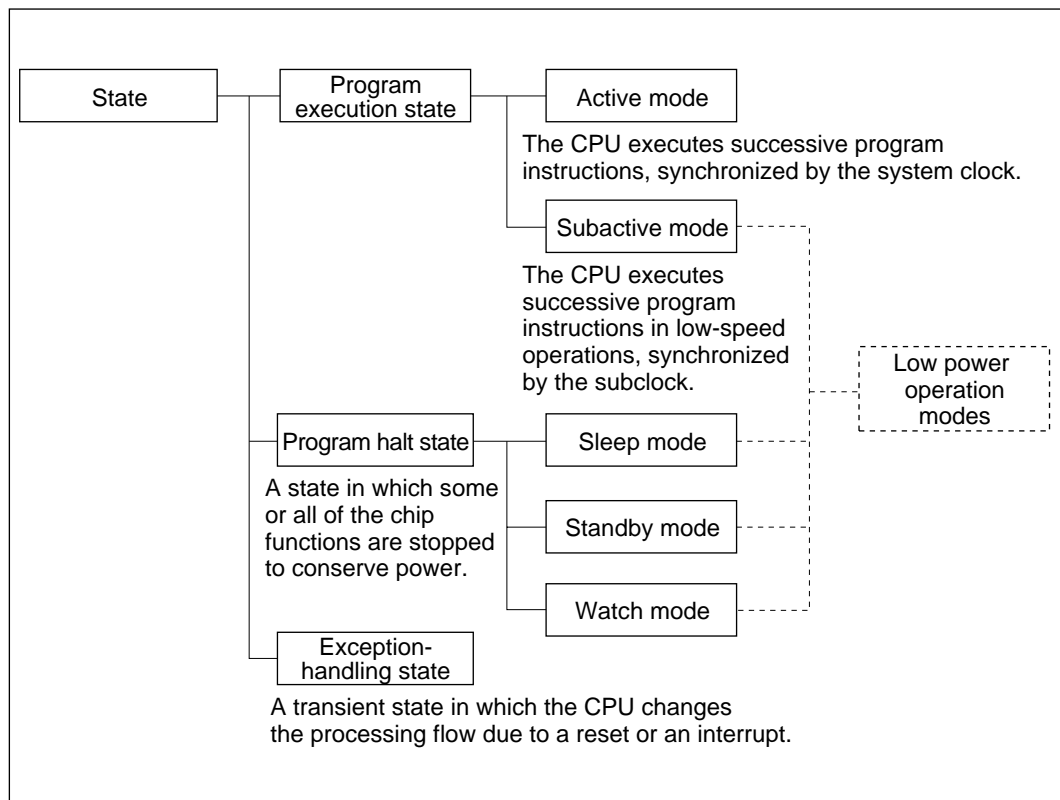 State
Program
execution state
Active mode
The CPU executes successive program
instructions, synchronized by the system clock.
Subactive mode
The CPU executes
successive program
instructions in low-speed
operations, synchronized
by the subclock.
Low power
operation
modes
Program halt state
A state in which some
or all of the chip
functions are stopped
to conserve power.
Sleep mode
Standby mode
Watch mode
Exception-
handling state
A transient state in which the CPU changes
the processing flow due to a reset or an interrupt.